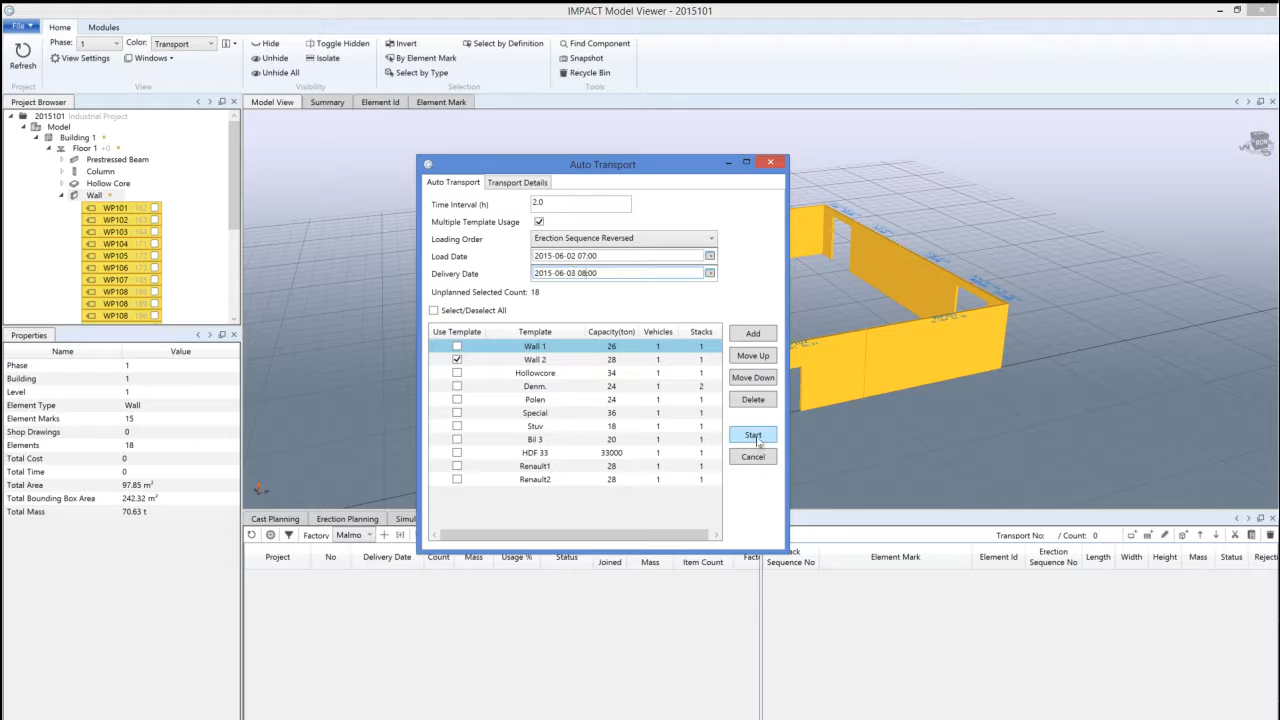 IMPACT Model Viewer - 2015101
File
Home
Modules
Phase: 1
Color: Transport
Refresh
View Settings
Windows
Project
View
Hide
Toggle Hidden
Unhide
Isolate
Unhide All
Visibility
Invert
Select by Definition
By Element Mark
Select by Type
Selection
Find Component
Snapshot
Recycle Bin
Tools
Project Browser
2015101 Industrial Project
Model
Building 1
Floor 1 +0
Prestressed Beam
Column
Hollow Core
Wall
WP101 162
WP102 163
WP103 164
WP104 171
WP105
WP106
WP107
WP108 188
WP108 189
WP108 196
Properties
Name Value
Phase 1
Building 1
Level 1
Element Type Wall
Element Marks 15
Shop Drawings 0
Elements 18
Total Cost 0
Total Time 0
Total Area 97.85 m²
Total Bounding Box Area 242.32 m²
Total Mass 70.63 t
Model View
Summary
Element Id
Element Mark
Auto Transport
Auto Transport
Transport Details
Time Interval (h) 2.0
Multiple Template Usage
Loading Order Erection Sequence Reversed
Load Date 2015-06-02 07:00
Delivery Date 2015-06-03 08:00
Unplanned Selected Count: 18
Select/Deselect All
Use Template Template Capacity(ton) Vehicles Stacks
Wall 1 26 1 1
Wall 2 28 1 1
Hollowcore 34 1 1
Denm. 24 1 2
Polen 24 1 1
Special 36 1 1
Stuv 18 1 1
Bil 3 20 1 1
HDF 33 33000 1 1
Renault1 28 1 1
Renault2 28 1 1
Add
Move Up
Move Down
Delete
Start
Cancel
Cast Planning
Erection Planning
Simul
Factory Malmo
Project No Delivery Date Count Mass Usage % Status Joined Mass Item Count Fact
Transport No: / Count: 0
Sequence No Element Mark Element Id Erection Sequence No Length Width Height Mass Status Rejecti